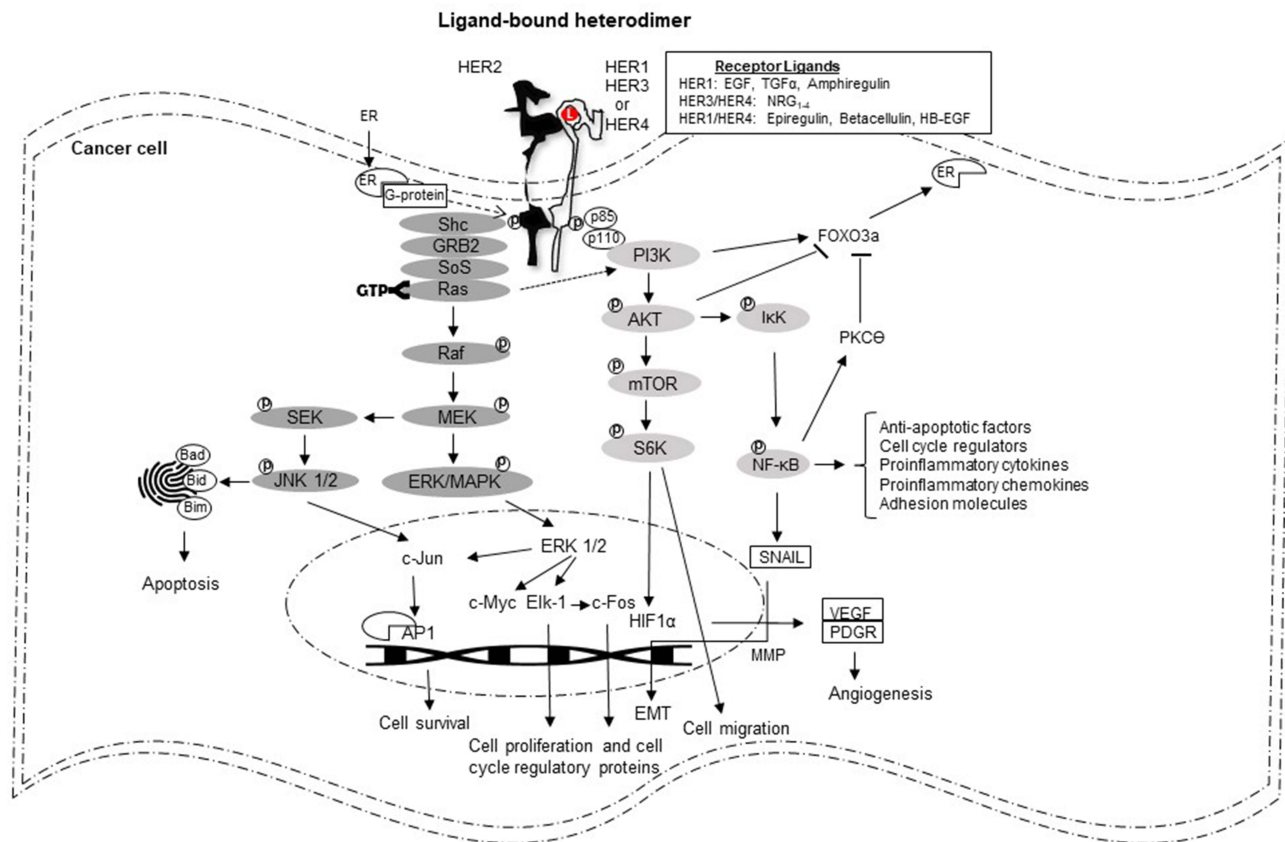 Ligand-bound heterodimer
HER2
HER1
HER3
or
HER4
L
Receptor Ligands
HER1: EGF, TGFα, Amphiregulin
HER3/HER4: NRG1-4
HER1/HER4: Epiregulin, Betacellulin, HB-EGF
Cancer cell
ER
ER
G-protein
ER
Shc
p
p
p85
p110
GRB2
SoS
GTP
Ras
PI3K
FOXO3a
p
AKT
p
IκK
PKCΘ
Raf
p
p
mTOR
p
SEK
MEK
p
p
S6K
p
NF-κB
Anti-apoptotic factors
Cell cycle regulators
Proinflammatory cytokines
Proinflammatory chemokines
Adhesion molecules
Bad
Bid
Bim
p
JNK 1/2
ERK/MAPK
p
Apoptosis
c-Jun
ERK 1/2
SNAIL
c-Myc
Elk-1
c-Fos
HIF1α
AP1
VEGF
PDGR
MMP
Angiogenesis
Cell survival
EMT
Cell migration
Cell proliferation and cell
cycle regulatory proteins